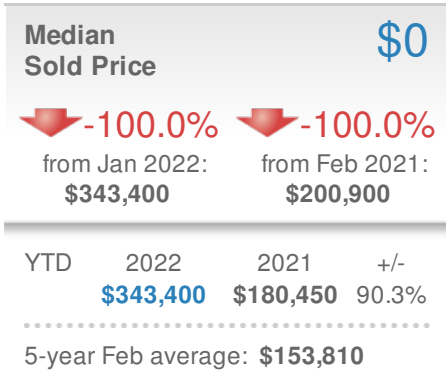 Median $0
Sold Price
-100.0% -100.0%
from Jan 2022: from Feb 2021:
$343,400 $200,900
YTD 2022 2021 +/-
$343,400 $180,450 90.3%
5-year Feb average: $153,810